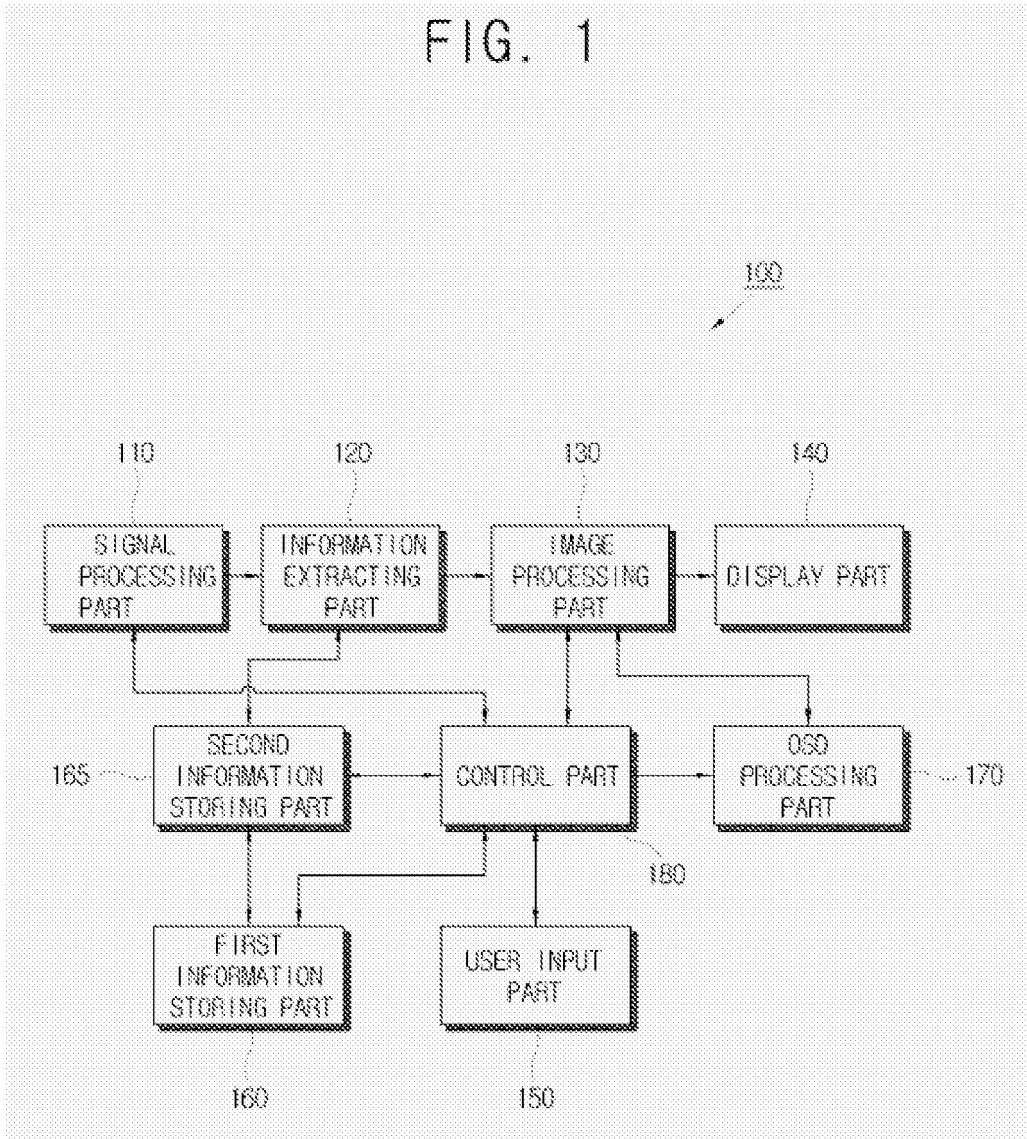 FIG. 1
100
110
120
130
140
SIGNAL
PROCESSING
PART
INFORMATION
EXTRACTING
PART
IMAGE
PROCESSING
PART
DISPLAY PART
165
SECOND
INFORMATION
STORING PART
CONTROL PART
OSD
PROCESSING
PART
170
180
FIRST
INFORMATION
STORING PART
USER INPUT
PART
160
150